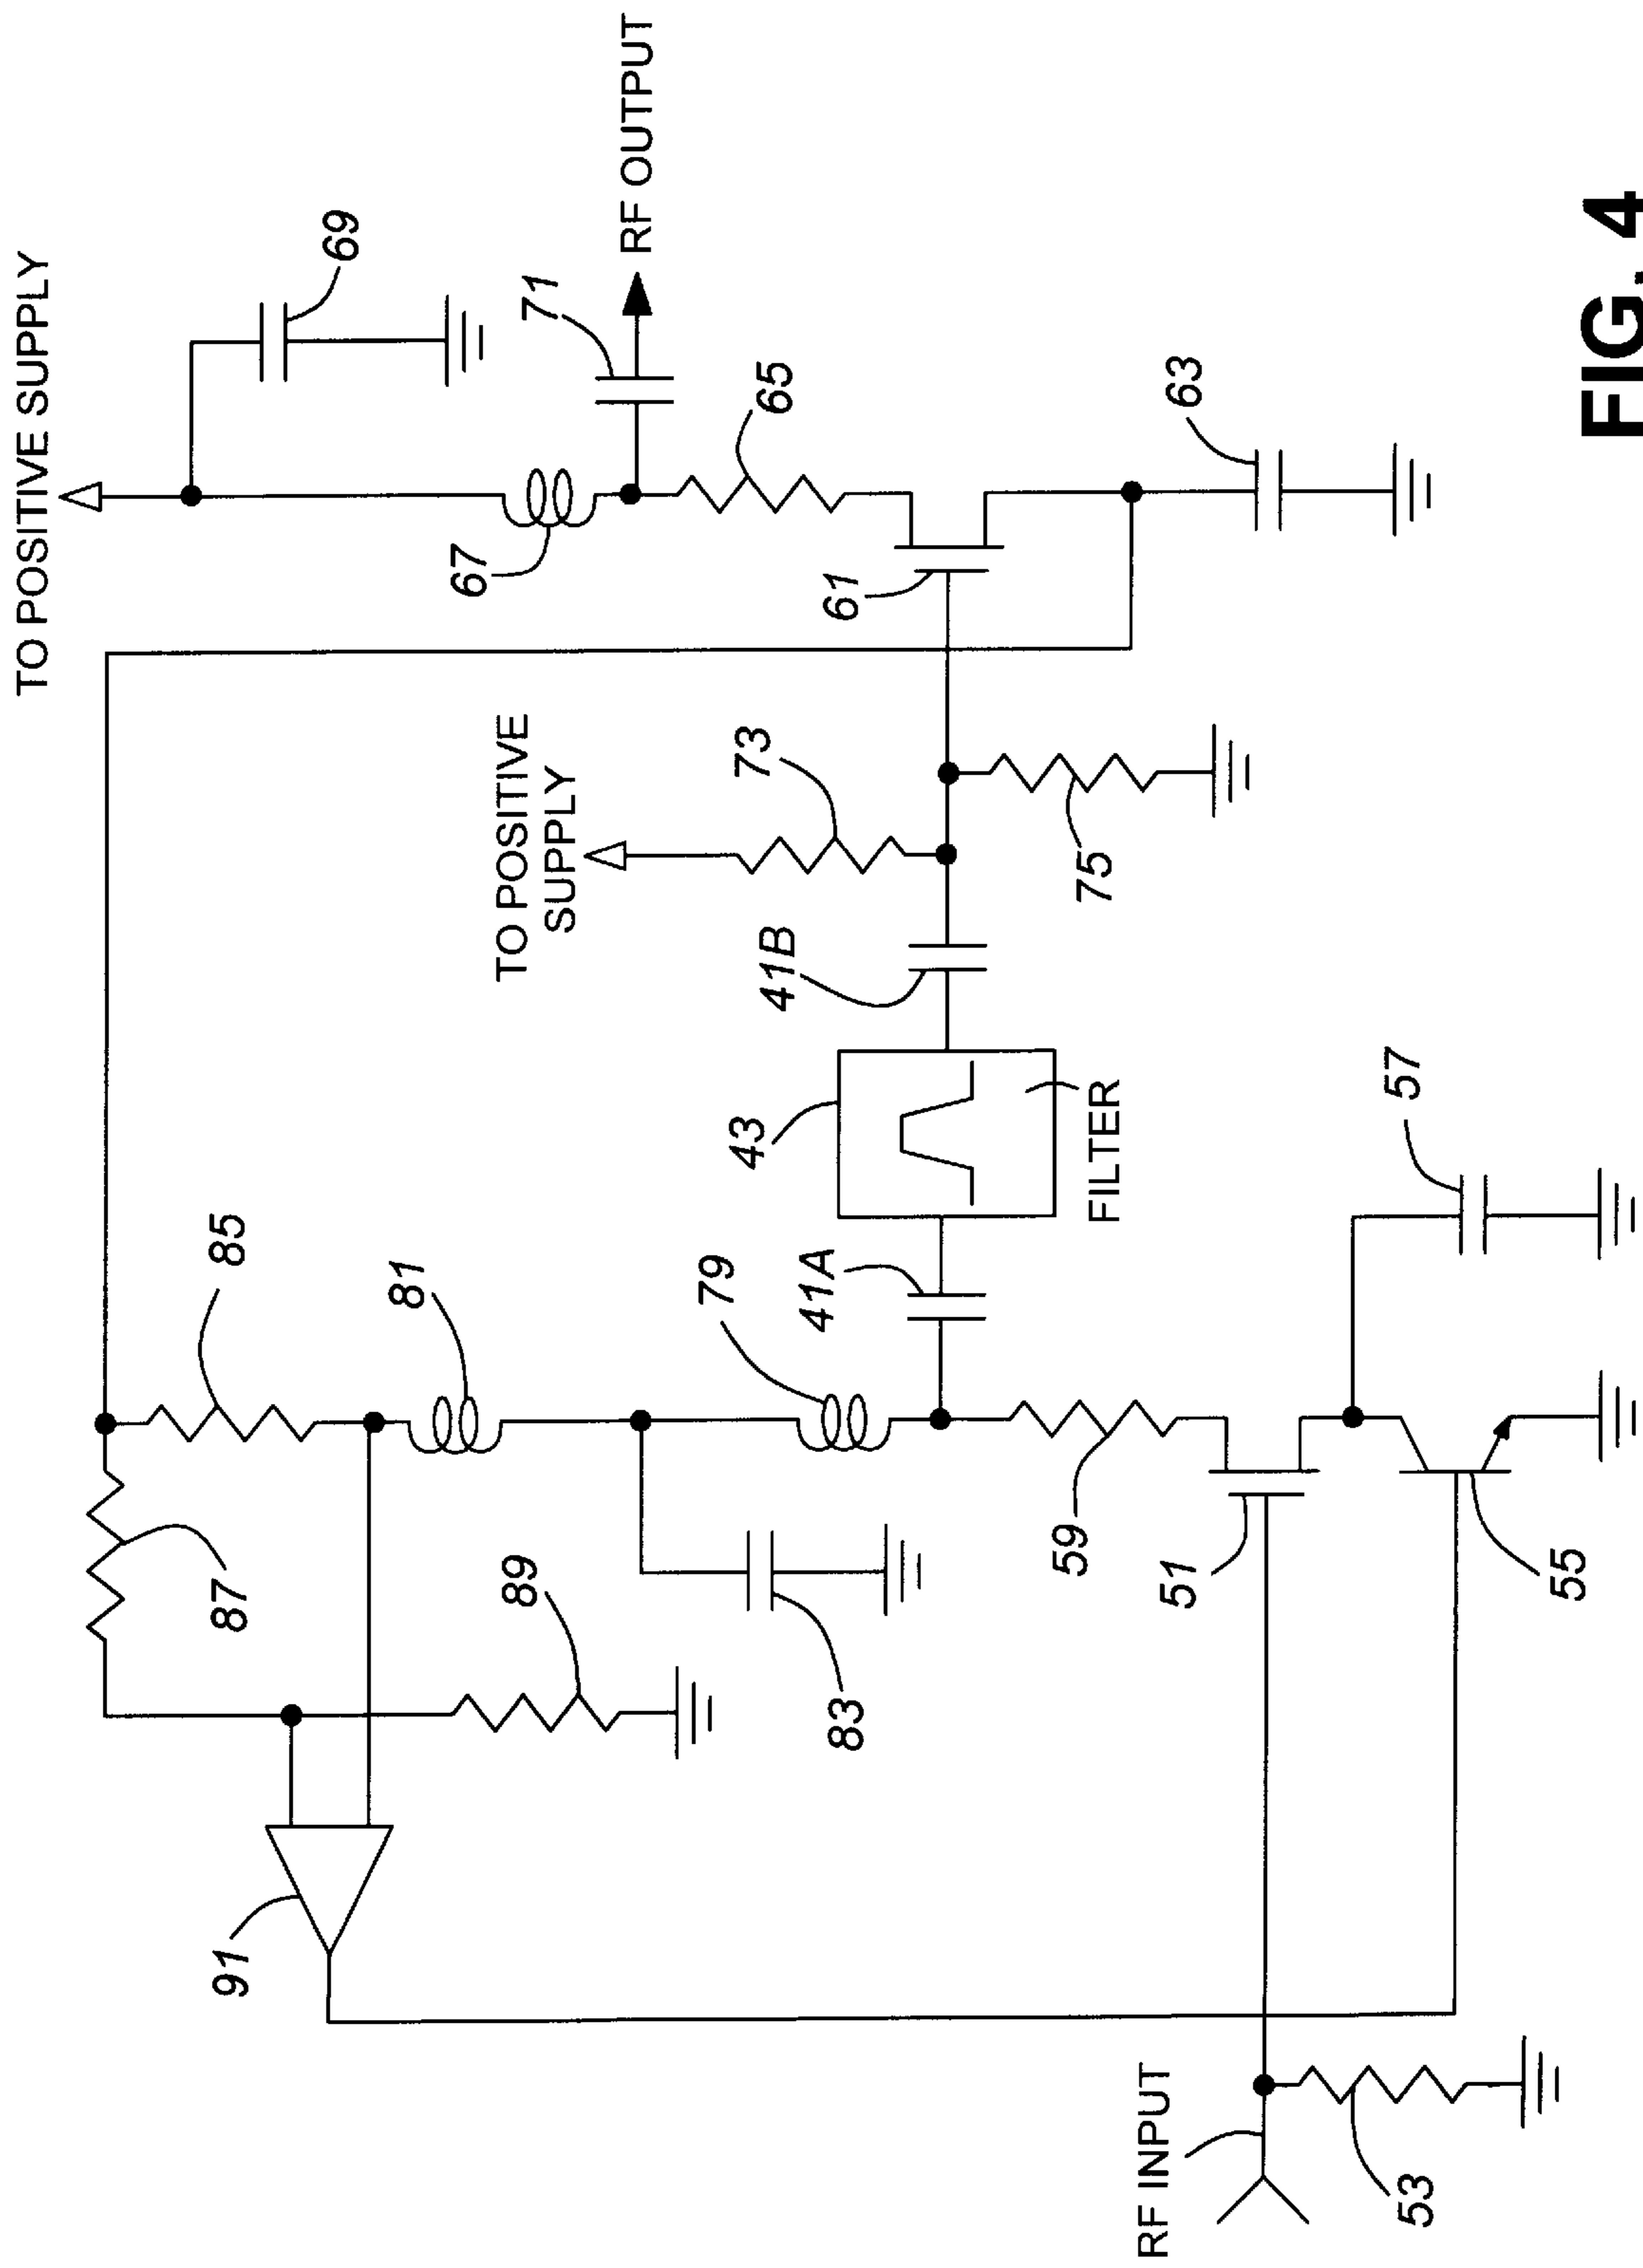 TO POSITIVE SUPPLY
69
RF OUTPUT
71
67
65
61
63
TO POSITIVE
SUPPLY
73
75
41B
43
FILTER
41A
85
81
79
87
89
83
59
51
55
57
91
RF INPUT
53
FIG. 4